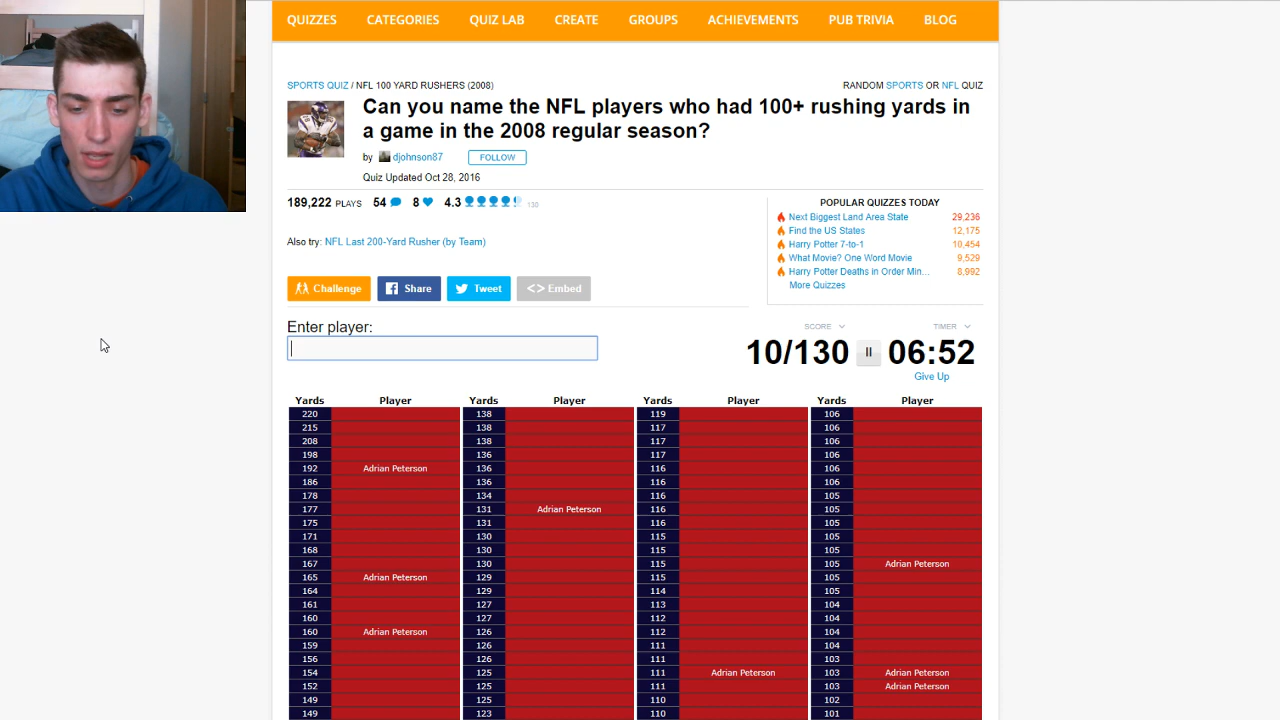 QUIZZES CATEGORIES QUIZ LAB CREATE GROUPS ACHIEVEMENTS PUB TRIVIA BLOG
SPORTS QUIZ / NFL 100 YARD RUSHERS (2008)
RANDOM SPORTS OR NFL QUIZ
Can you name the NFL players who had 100+ rushing yards in
a game in the 2008 regular season?
by djohnson87 FOLLOW
Quiz Updated Oct 28, 2016
189,222 PLAYS 54 8 4.3 130
POPULAR QUIZZES TODAY
Next Biggest Land Area State 29,236
Find the US States 12,175
Harry Potter 7-to-1 10,454
What Movie? One Word Movie 9,529
Harry Potter Deaths in Order Min... 8,992
More Quizzes
Also try: NFL Last 200-Yard Rusher (by Team)
Challenge Share Tweet <> Embed
Enter player:
SCORE TIMER
10/130 06:52
Give Up
Yards Player Yards Player Yards Player Yards Player
220 138 119 106
215 138 117 106
208 138 117 106
198 136 117 106
192 Adrian Peterson 136 116 106
186 136 116 106
178 134 116 105
177 131 Adrian Peterson 116 105
175 131 116 105
171 130 115 105
168 130 115 105
167 130 115 105 Adrian Peterson
165 Adrian Peterson 129 115 105
164 129 114 105
161 127 113 104
160 127 112 104
160 Adrian Peterson 126 112 104
159 126 111 104
156 126 111 103
154 125 111 Adrian Peterson 103 Adrian Peterson
152 125 111 103 Adrian Peterson
149 125 110 102
149 123 110 101